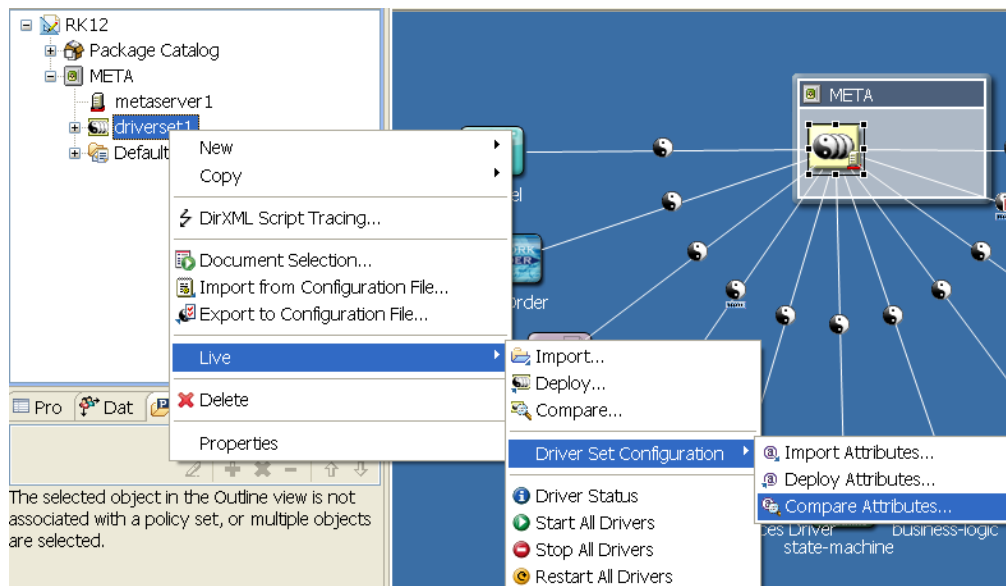 RK12
Package Catalog
META
metaserver1
driverset1
Default
New
Copy
DirXML Script Tracing...
Document Selection...
Import from Configuration File...
Export to Configuration File...
Live
Delete
Properties
Import...
Deploy...
Compare...
Driver Set Configuration
Driver Status
Start All Drivers
Stop All Drivers
Restart All Drivers
Import Attributes...
Deploy Attributes...
Compare Attributes...
META
el
rder
ces Driver
state-machine
business-logic
Pro
Dat
The selected object in the Outline view is not
associated with a policy set, or multiple objects
are selected.